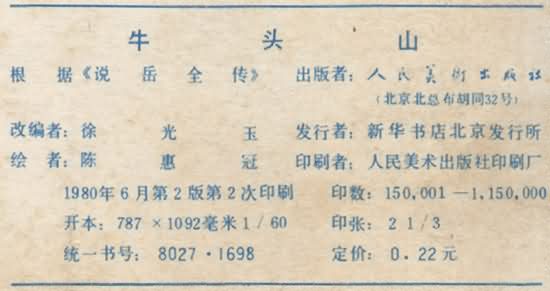 牛头山
根据《说岳全传》 出版者：人民美术出版社
（北京北总布胡同32号）
改编者：徐光玉 发行者：新华书店北京发行所
绘者：陈惠冠 印刷者：人民美术出版社印刷厂
1980年6月第2版第2次印刷 印数：150,001—1,150,000
开本：787×1092毫米1/60 印张：2 1/3
统一书号：8027·1698 定价：0.22元